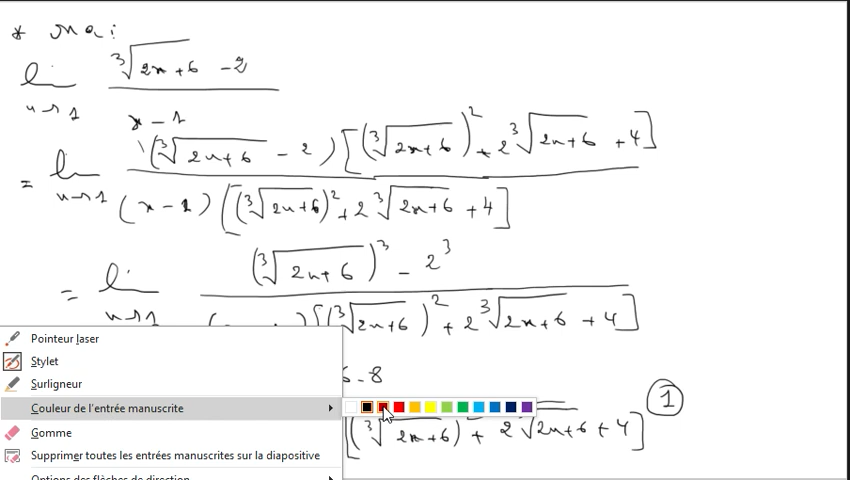 * on a :
lim ∛(2x+6) - 2 / x - 1
x→1
= lim (∛(2x+6) - 2) [(∛(2x+6))² + 2∛(2x+6) + 4] / (x - 1) [(∛(2x+6))² + 2∛(2x+6) + 4]
x→1
= lim (∛(2x+6))³ - 2³ / [(∛(2x+6))² + 2∛(2x+6) + 4]
x→1
6 - 8
[(∛(2x+6)) + 2∛(2x+6) + 4] ①
Pointeur laser
Stylet
Surligneur
Couleur de l'entrée manuscrite
Gomme
Supprimer toutes les entrées manuscrites sur la diapositive
Options des flèches de direction